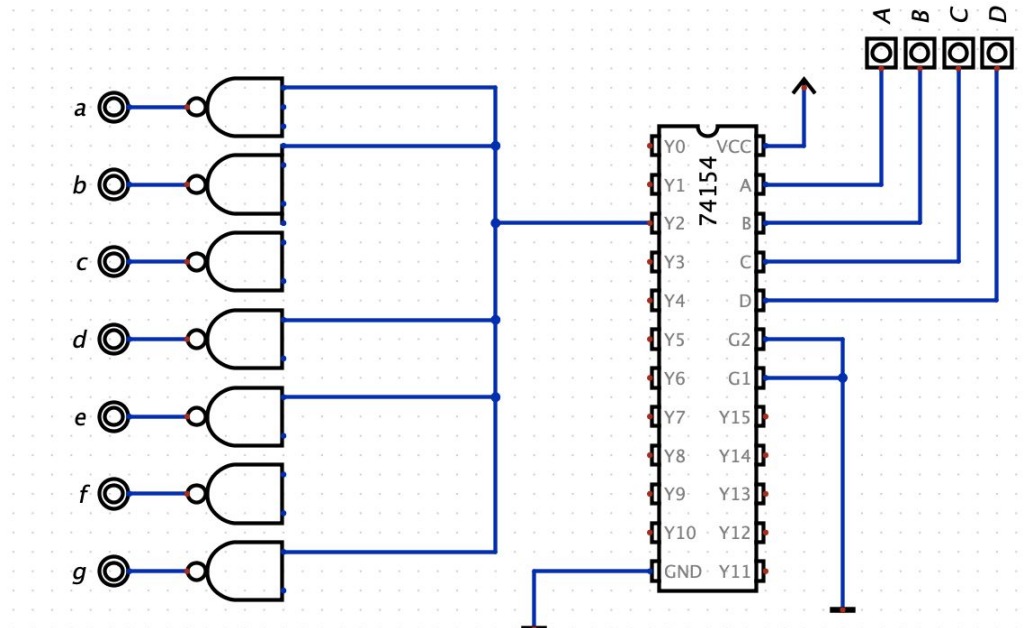 A B C D
a
b
c
d
e
f
g
74154
Y0 VCC
Y1 A
Y2 B
Y3 C
Y4 D
Y5 G2
Y6 G1
Y7 Y15
Y8 Y14
Y9 Y13
Y10 Y12
GND Y11